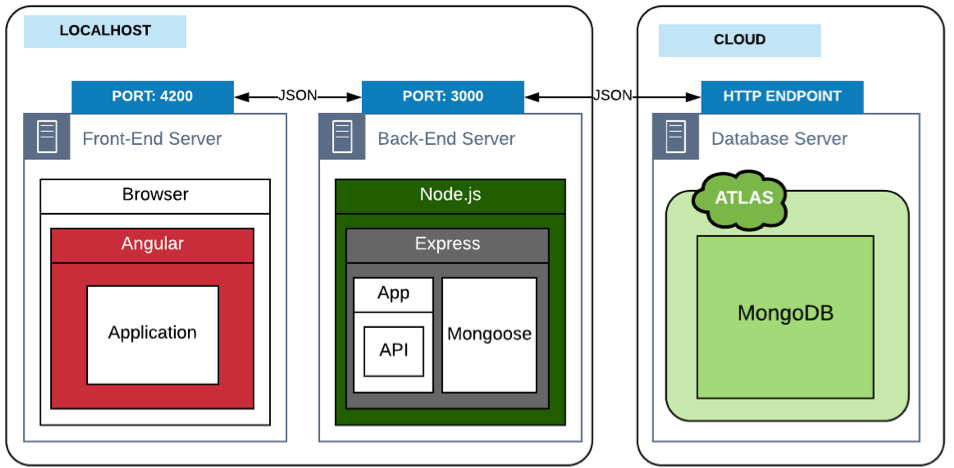 LOCALHOST
CLOUD
PORT: 4200
JSON
PORT: 3000
JSON
HTTP ENDPOINT
Front-End Server
Back-End Server
Database Server
Browser
Node.js
ATLAS
Angular
Express
App
Application
API
Mongoose
MongoDB